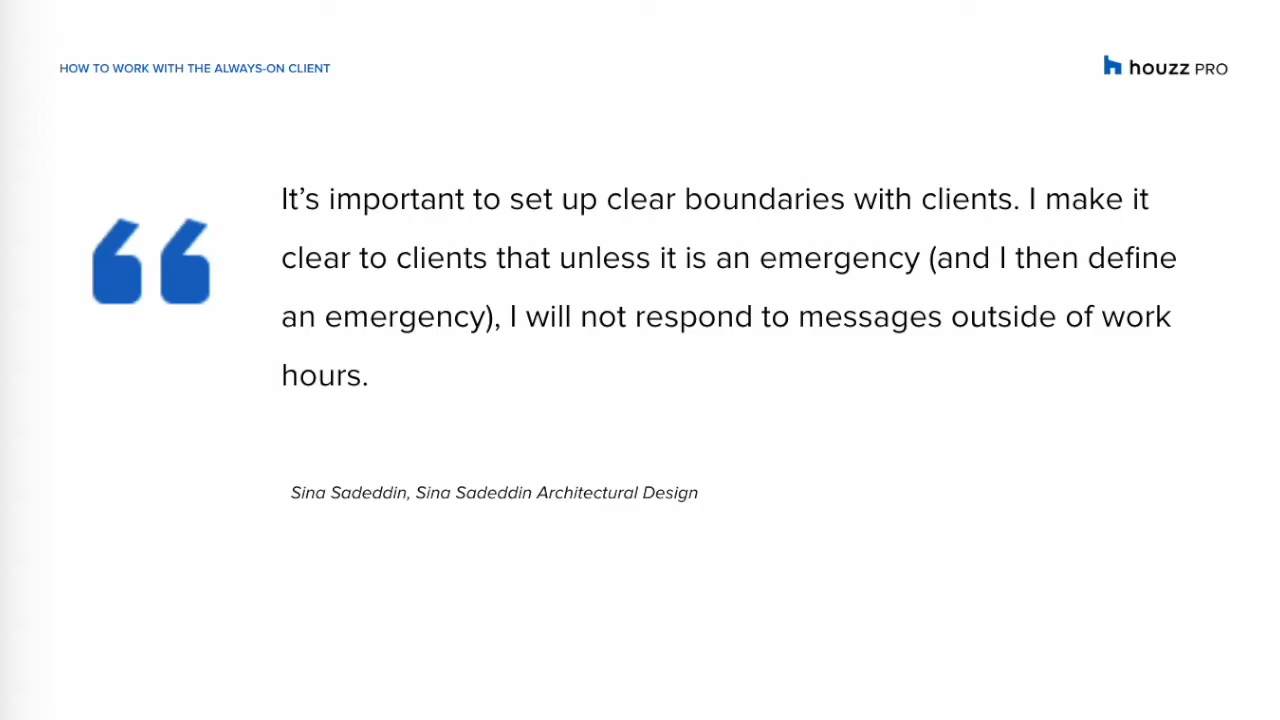 HOW TO WORK WITH THE ALWAYS-ON CLIENT
houzz PRO
It’s important to set up clear boundaries with clients. I make it
clear to clients that unless it is an emergency (and I then define
an emergency), I will not respond to messages outside of work
hours.
Sina Sadeddin, Sina Sadeddin Architectural Design